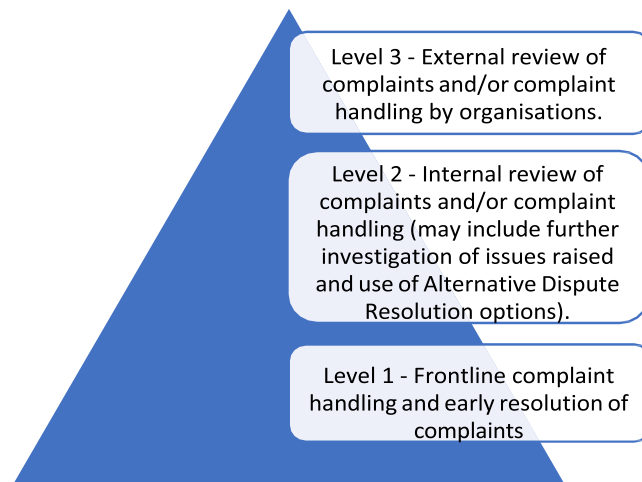 Level 3 - External review of
complaints and/or complaint
handling by organisations.
Level 2 - Internal review of
complaints and/or complaint
handling (may include further
investigation of issues raised
and use of Alternative Dispute
Resolution options).
Level 1 - Frontline complaint
handling and early resolution of
complaints